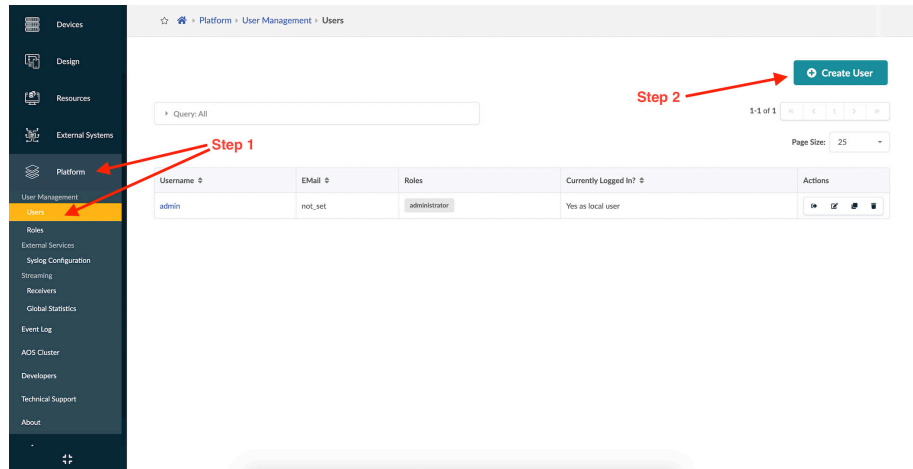 Devices
Design
Resources
External Systems
Platform
User Management
Users
Roles
External Services
Syslog Configuration
Streaming
Receivers
Global Statistics
Event Log
AOS Cluster
Developers
Technical Support
About
Platform User Management Users
Create User
Step 2
Query: All
1-1 of 1 « < 1 > »
Step 1
Page Size: 25
Username EMail Roles Currently Logged In? Actions
admin not_set administrator Yes as local user